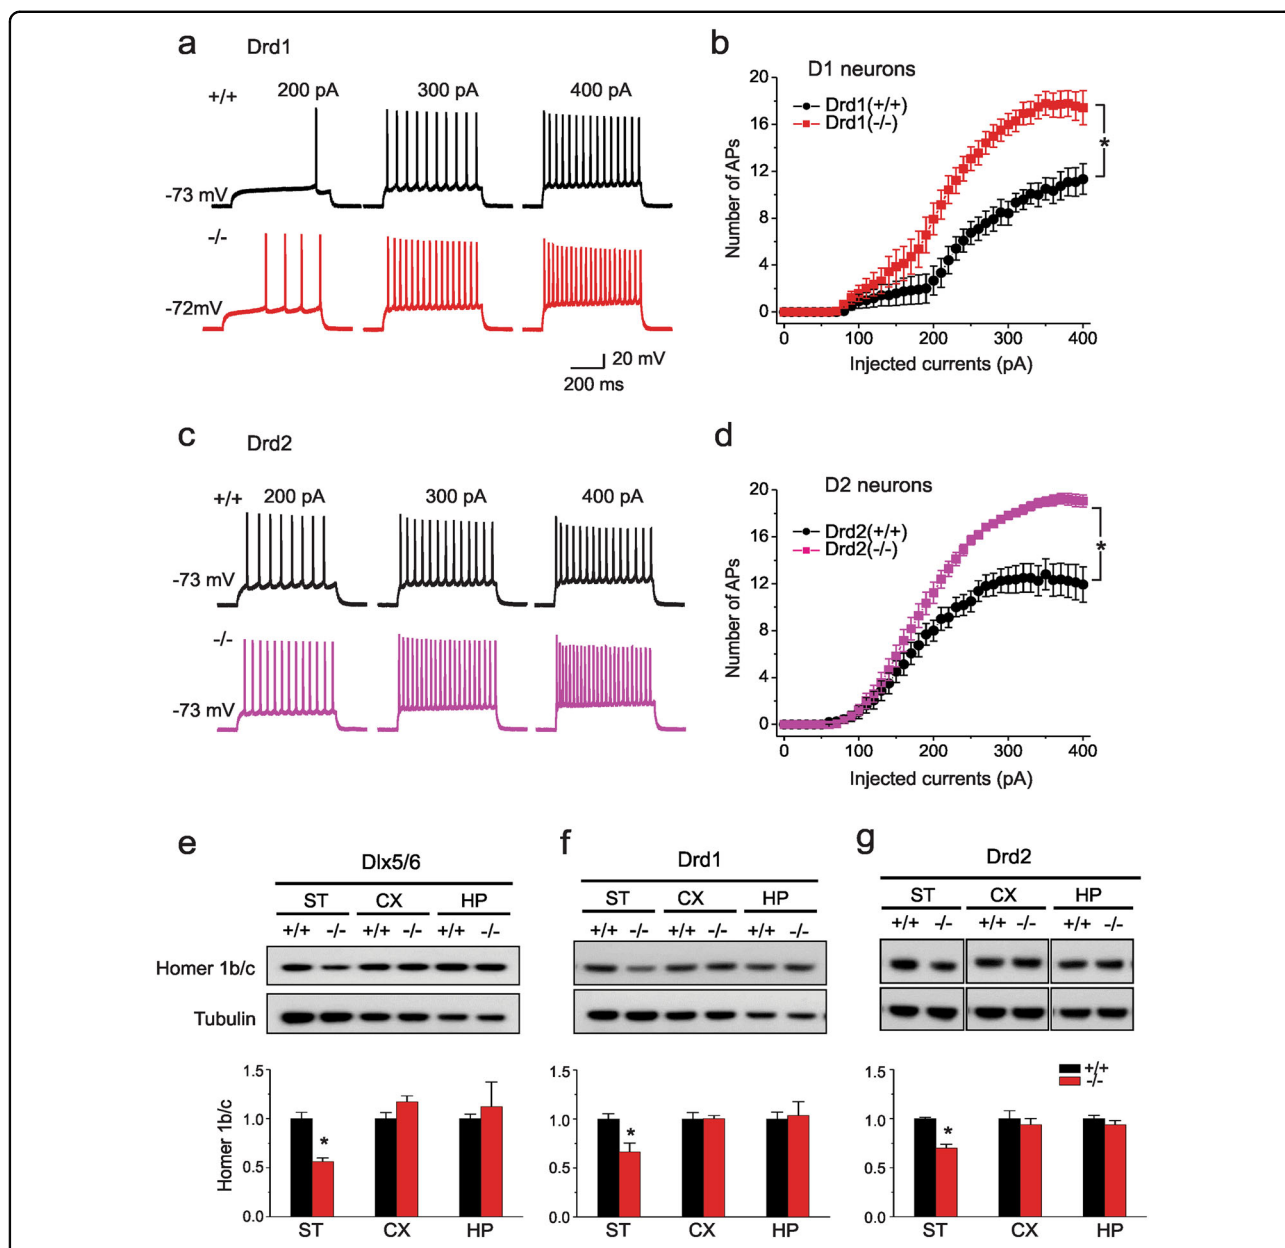 a
Drd1
+/+
200 pA
300 pA
400 pA
-73 mV
-/-
-72mV
20 mV
200 ms
b
D1 neurons
Drd1(+/+)
Drd1(-/-)
*
Number of APs
20
16
12
8
4
0
0
100
200
300
400
Injected currents (pA)
c
Drd2
+/+
200 pA
300 pA
400 pA
-73 mV
-/-
-73 mV
d
D2 neurons
Drd2(+/+)
Drd2(-/-)
*
Number of APs
20
16
12
8
4
0
0
100
200
300
400
Injected currents (pA)
e
Dlx5/6
ST CX HP
+/+ -/- +/+ -/- +/+ -/-
Homer 1b/c
Tubulin
Homer 1b/c
1.5
1.0
0.5
0.0
*
ST CX HP
f
Drd1
ST CX HP
+/+ -/- +/+ -/- +/+ -/-
1.5
1.0
0.5
0.0
*
ST CX HP
g
Drd2
ST CX HP
+/+ -/- +/+ -/- +/+ -/-
+/+
-/-
1.5
1.0
0.5
0.0
*
ST CX HP